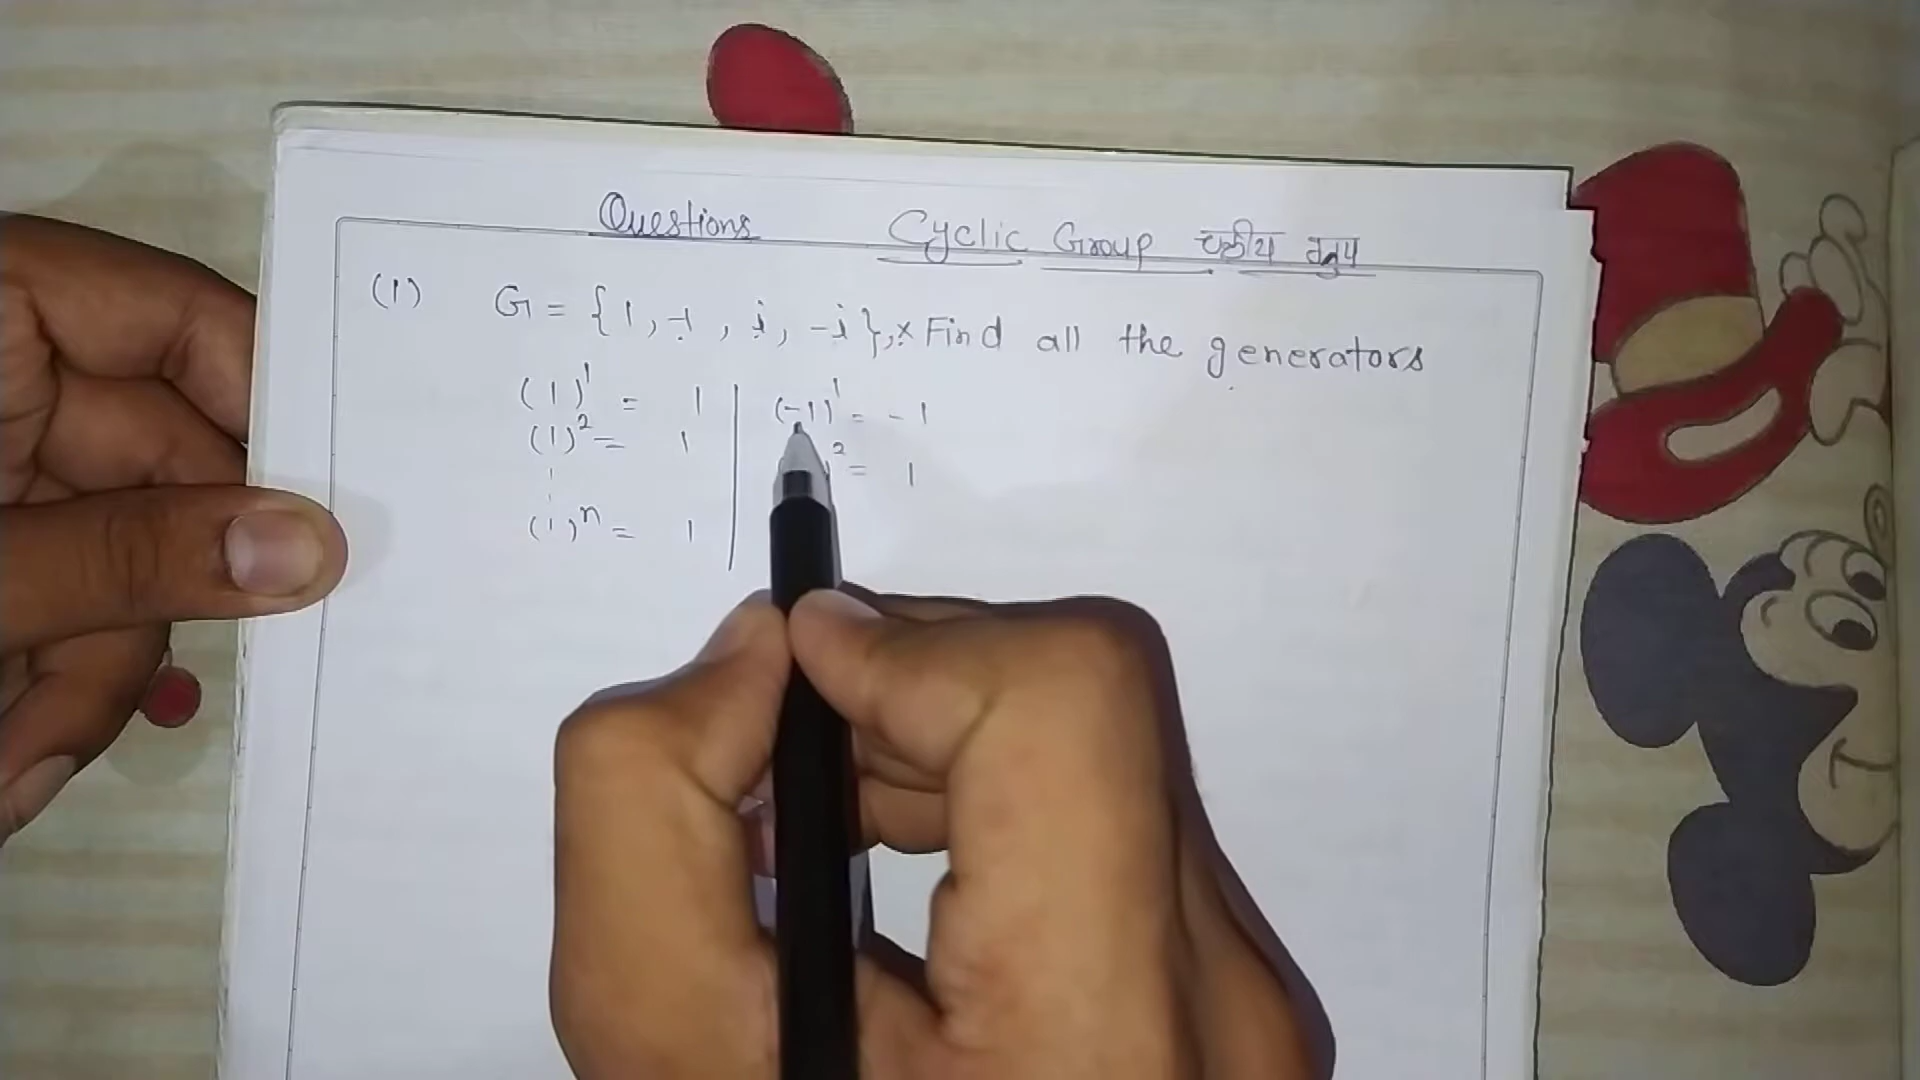 Questions Cyclic Group चक्रीय समूह
(1) G = {1, -1, i, -i}, × Find all the generators
(1)¹ = 1 | (-1)¹ = -1
(1)² = 1 | ² = 1
⋮
(1)ⁿ = 1